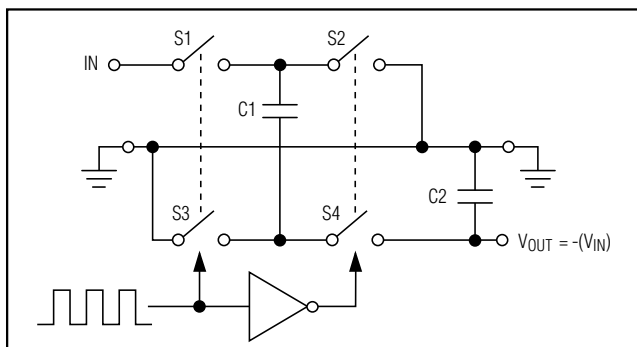 S1
S2
IN
C1
S3
S4
C2
VOUT = -(VIN)